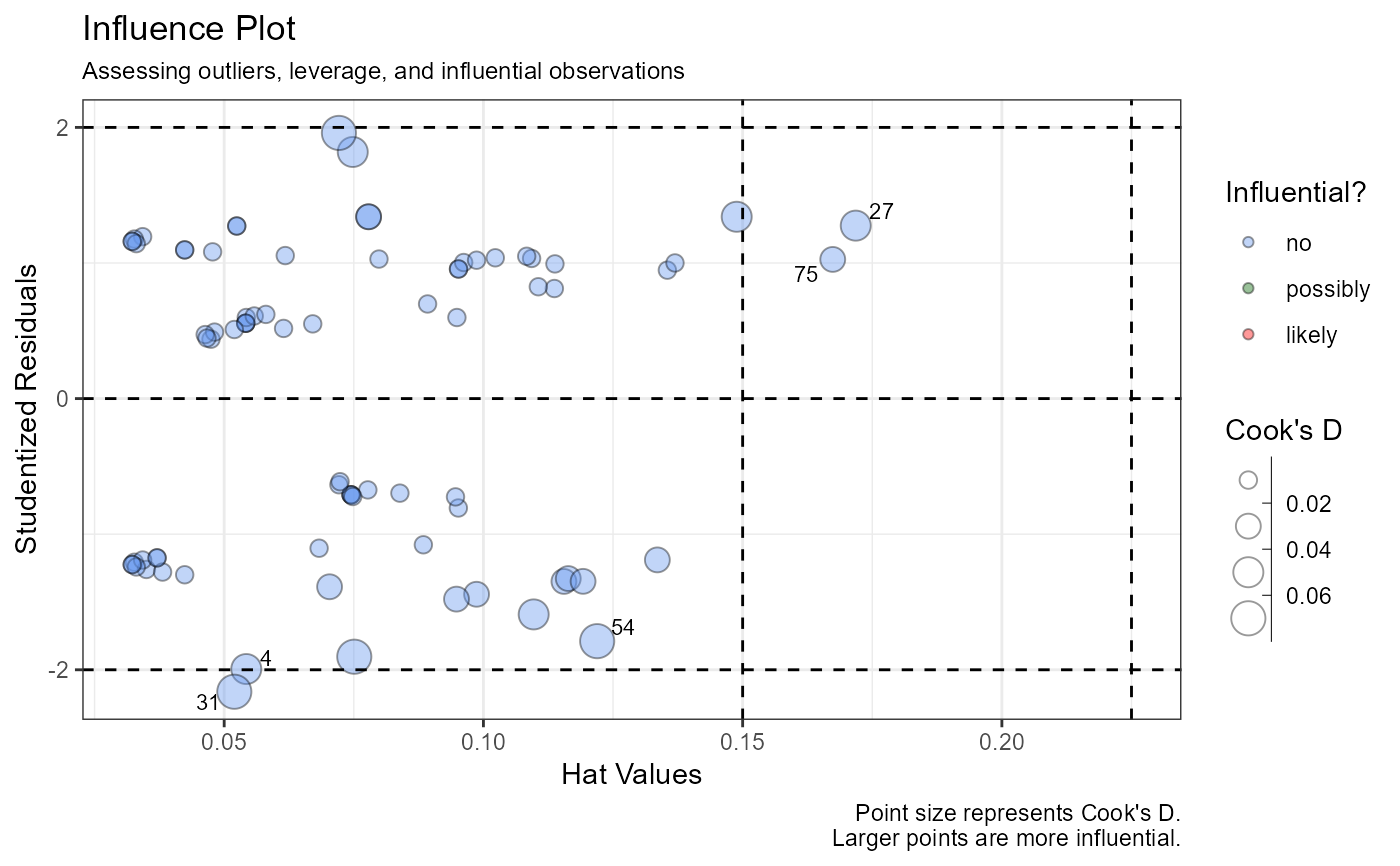 Influence Plot
Assessing outliers, leverage, and influential observations
Studentized Residuals
2
0
-2
27
75
54
4
31
0.05
0.10
0.15
0.20
Hat Values
Influential?
no
possibly
likely
Cook's D
0.02
0.04
0.06
Point size represents Cook's D.
Larger points are more influential.